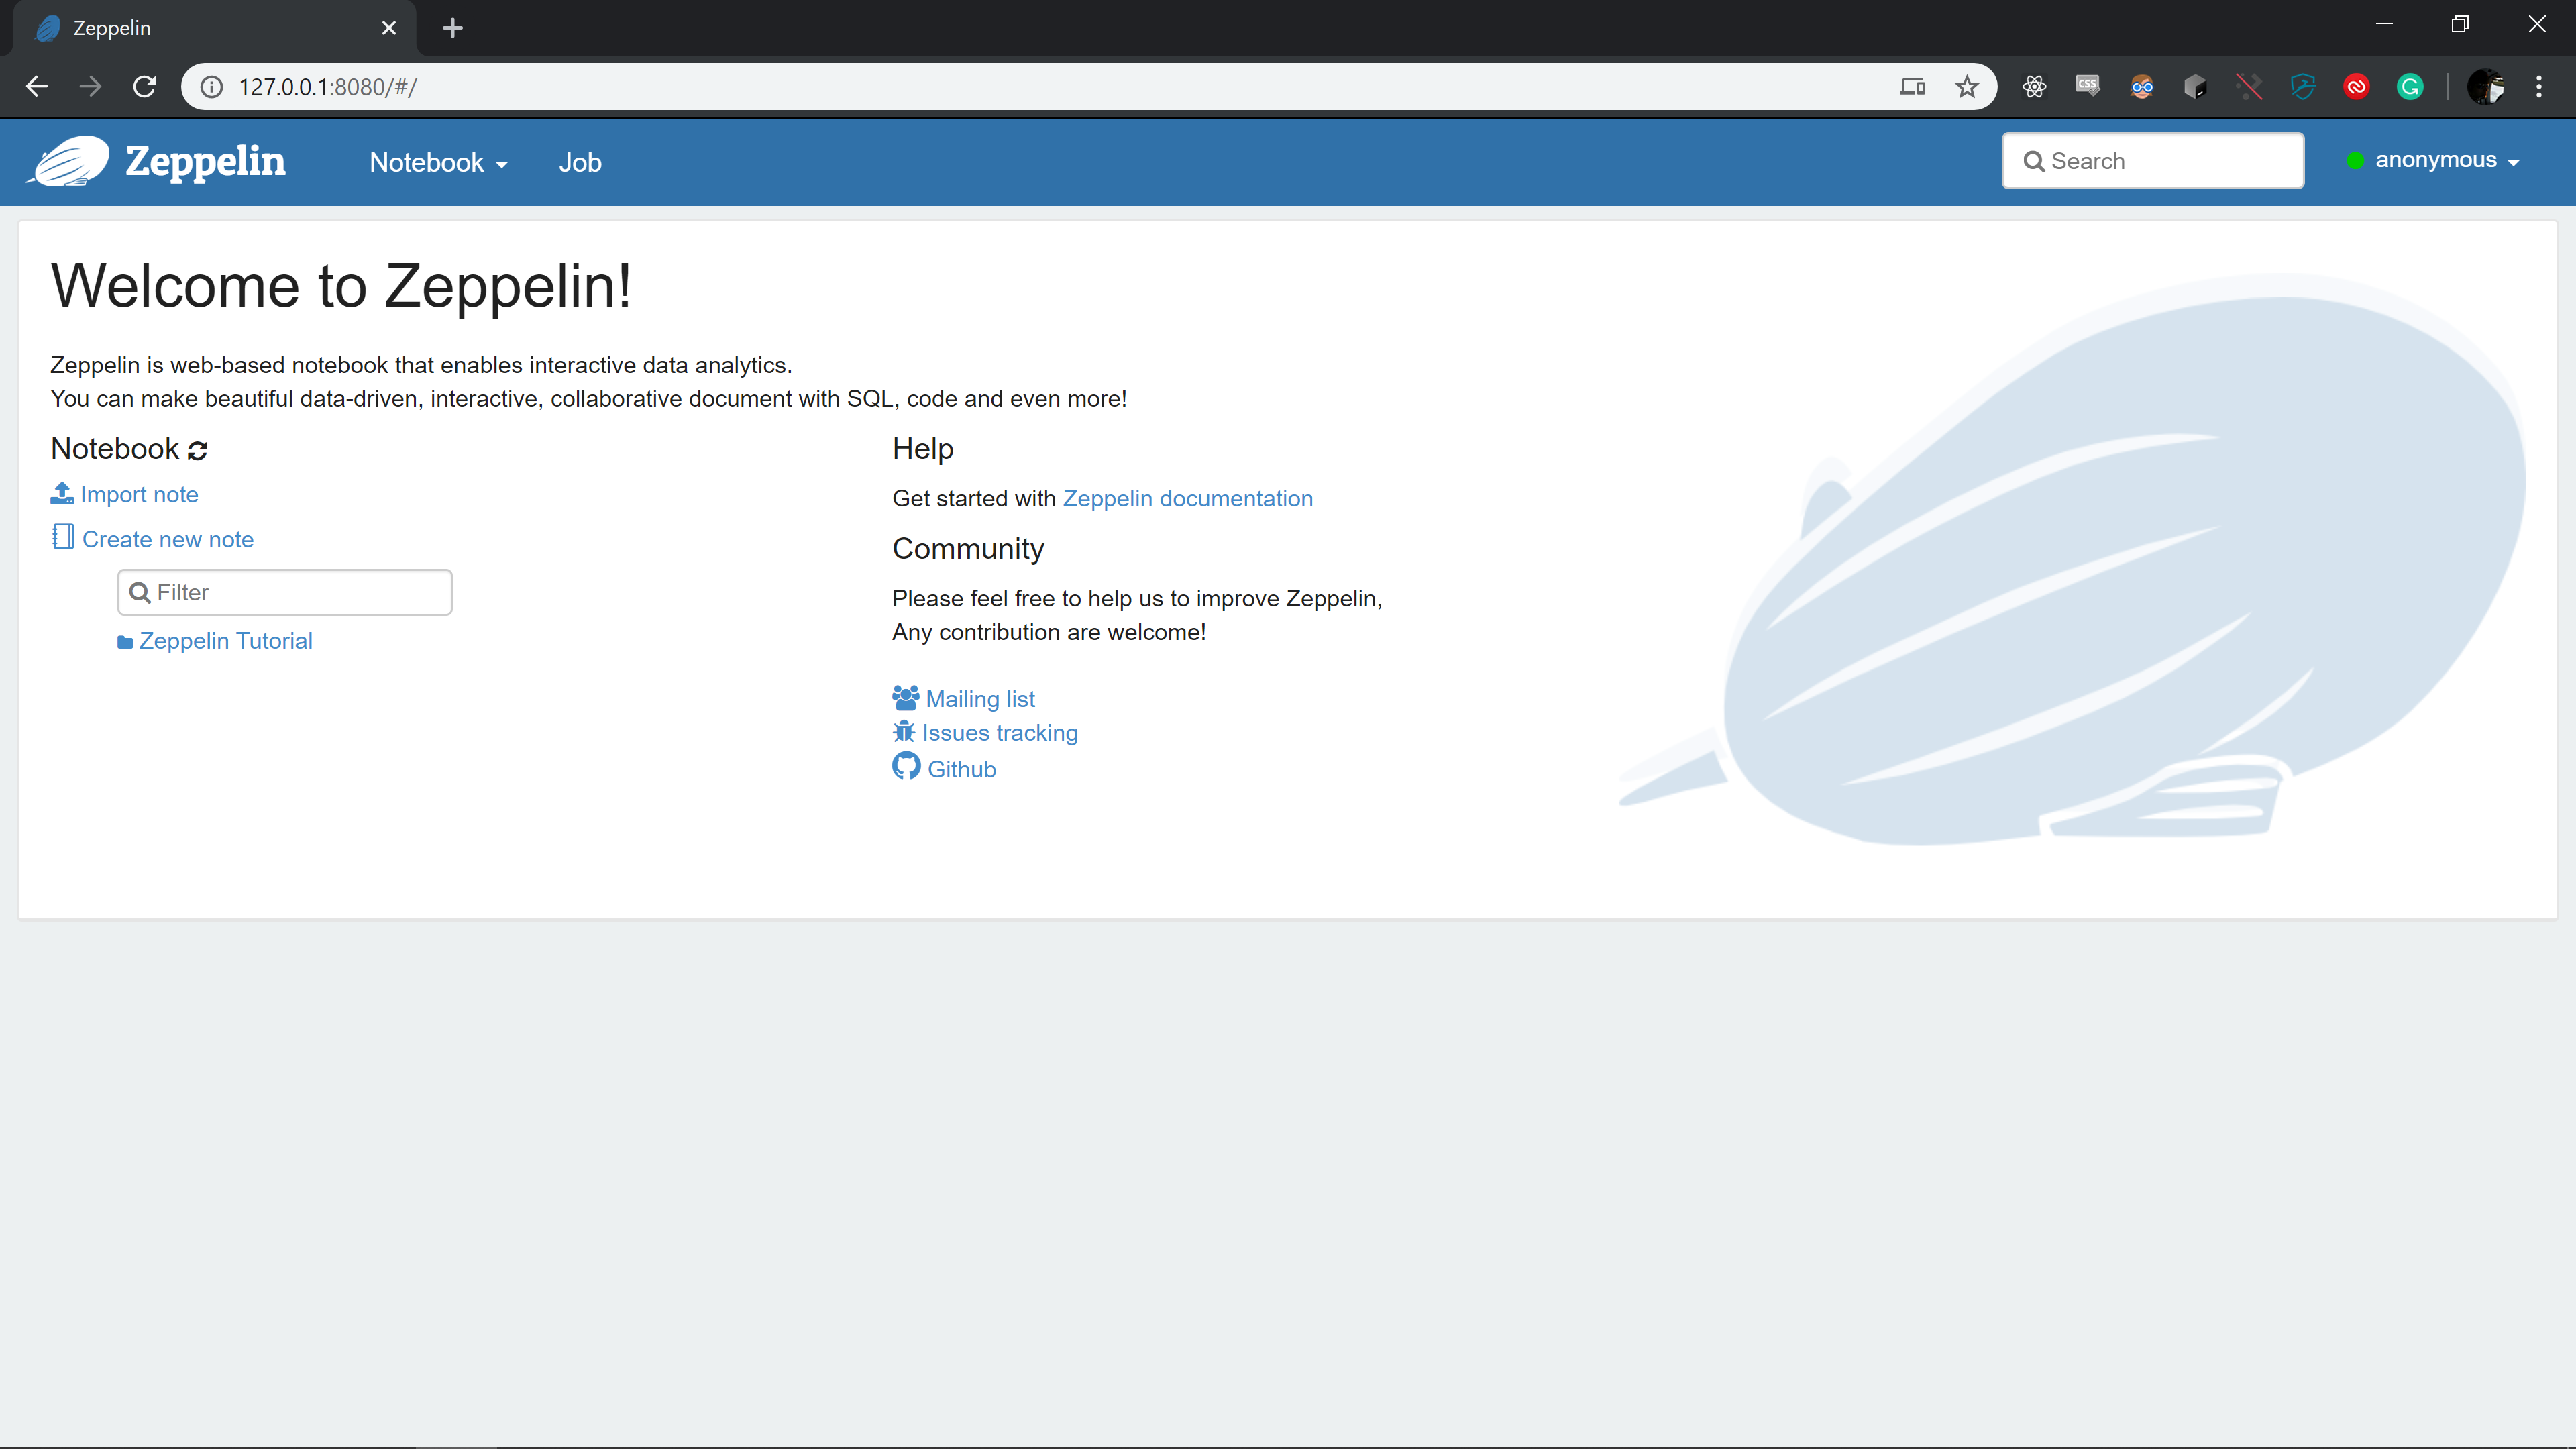 Zeppelin
127.0.0.1:8080/#/
CSS
Zeppelin
Notebook
Job
Search
anonymous
Welcome to Zeppelin!
Zeppelin is web-based notebook that enables interactive data analytics.
You can make beautiful data-driven, interactive, collaborative document with SQL, code and even more!
Notebook
Import note
Create new note
Filter
Zeppelin Tutorial
Help
Get started with Zeppelin documentation
Community
Please feel free to help us to improve Zeppelin,
Any contribution are welcome!
Mailing list
Issues tracking
Github